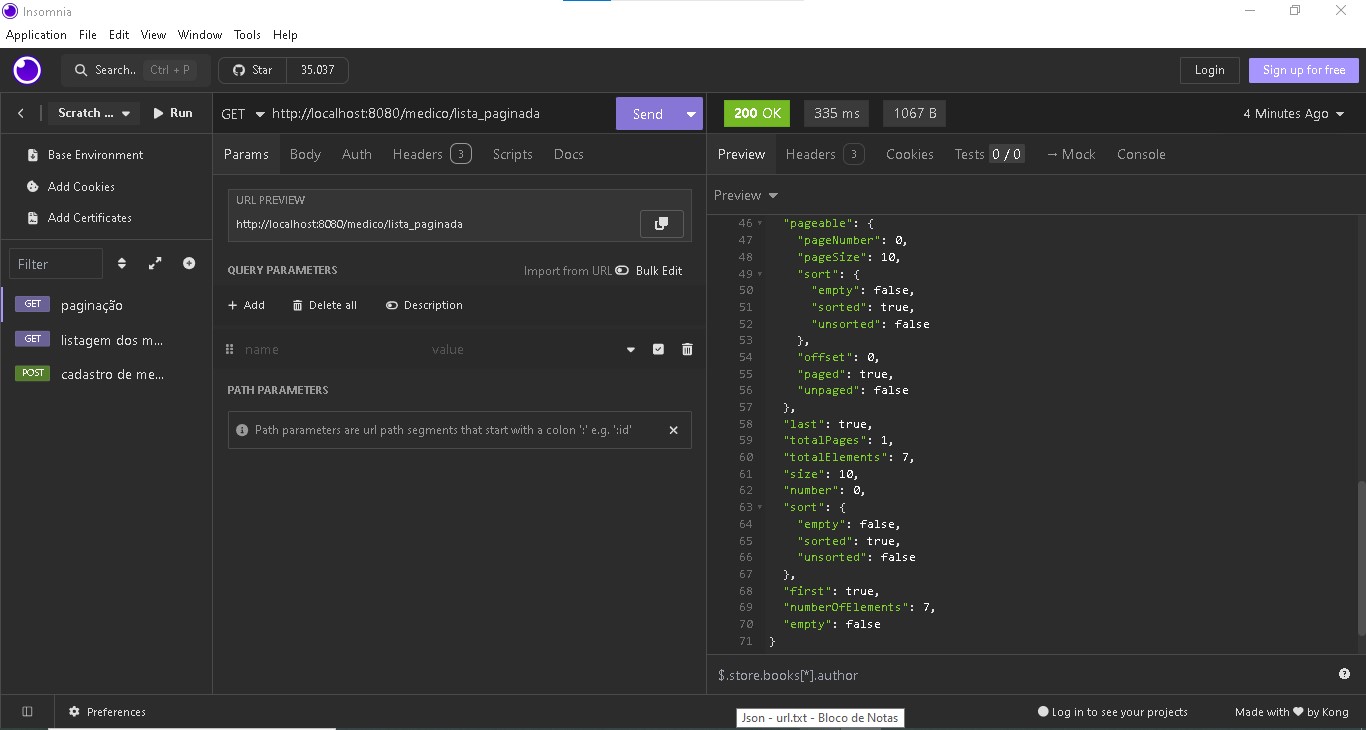 Insomnia
Application File Edit View Window Tools Help
Search.. Ctrl + P
Star 35.037
Login
Sign up for free
Scratch ...
Run
GET http://localhost:8080/medico/lista_paginada
Send
200 OK 335 ms 1067 B
4 Minutes Ago
Base Environment
Add Cookies
Add Certificates
Filter
GET paginação
GET listagem dos m...
POST cadastro de me...
Params Body Auth Headers 3 Scripts Docs
URL PREVIEW
http://localhost:8080/medico/lista_paginada
QUERY PARAMETERS
Import from URL Bulk Edit
Add Delete all Description
name value
PATH PARAMETERS
Path parameters are url path segments that start with a colon ':' e.g. ':id'
Preview Headers 3 Cookies Tests 0 / 0 → Mock Console
Preview
46 "pageable": {
47 "pageNumber": 0,
48 "pageSize": 10,
49 "sort": {
50 "empty": false,
51 "sorted": true,
52 "unsorted": false
53 },
54 "offset": 0,
55 "paged": true,
56 "unpaged": false
57 },
58 "last": true,
59 "totalPages": 1,
60 "totalElements": 7,
61 "size": 10,
62 "number": 0,
63 "sort": {
64 "empty": false,
65 "sorted": true,
66 "unsorted": false
67 },
68 "first": true,
69 "numberOfElements": 7,
70 "empty": false
71 }
$.store.books[*].author
Preferences
Json - url.txt - Bloco de Notas
Log in to see your projects
Made with ♥ by Kong